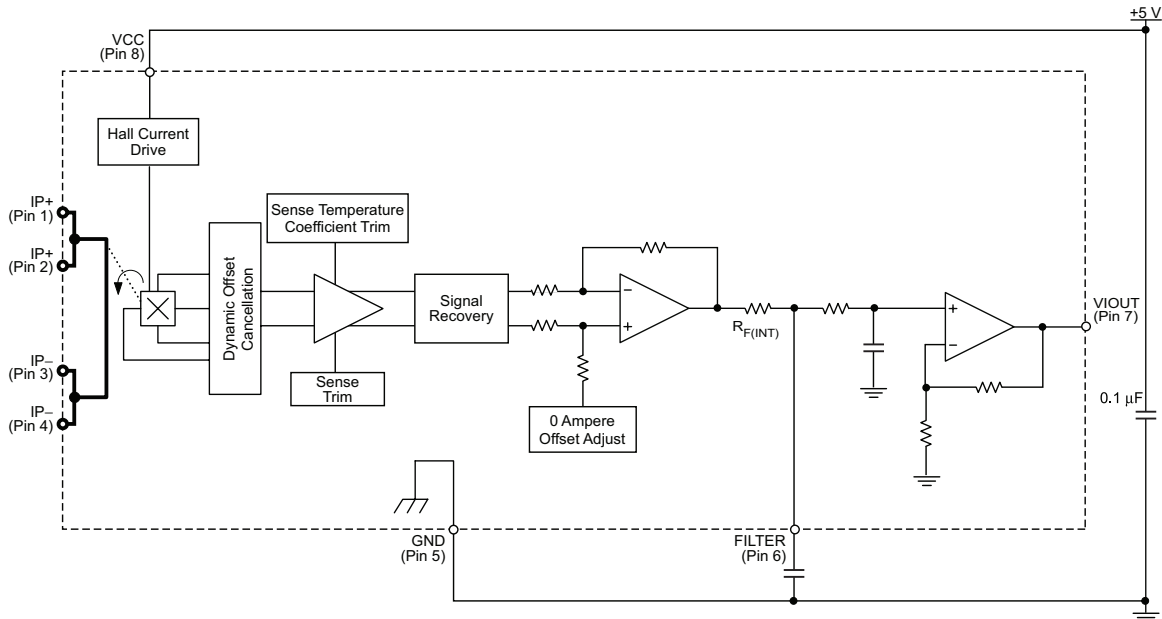 +5 V
VCC
(Pin 8)
Hall Current
Drive
IP+
(Pin 1)
IP+
(Pin 2)
IP–
(Pin 3)
IP–
(Pin 4)
Dynamic Offset
Cancellation
Sense Temperature
Coefficient Trim
Sense
Trim
Signal
Recovery
0 Ampere
Offset Adjust
–
+
RF(INT)
+
–
VIOUT
(Pin 7)
0.1 µF
GND
(Pin 5)
FILTER
(Pin 6)